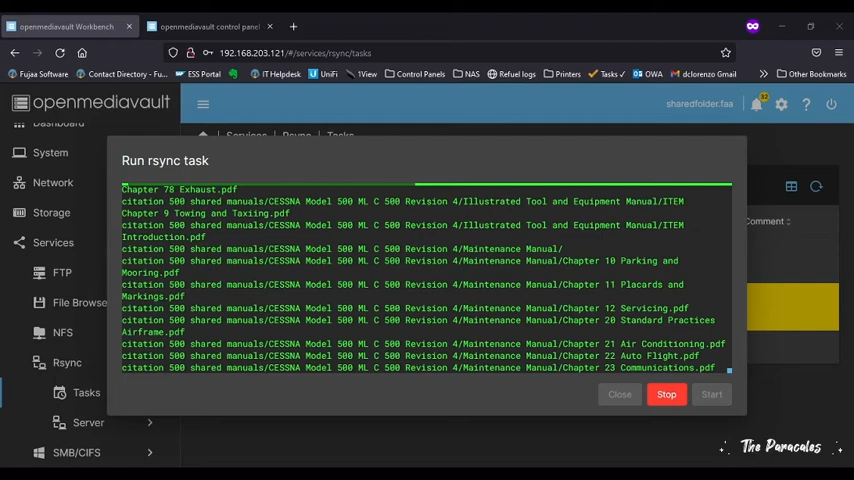 openmediavault Workbench
openmediavault control panel
192.168.203.121/#/services/rsync/tasks
Fujaa Software
Contact Directory - Fuj
ESS Portal
IT Helpdesk
UniFi
1View
Control Panels
NAS
Refuel logs
Printers
Tasks ✓
OWA
dclorenzo Gmail
Other Bookmarks
openmediavault
sharedfolder.faa
32
Dashboard
Services
Rsync
Tasks
System
Network
Storage
Services
FTP
File Browse
NFS
Rsync
Tasks
Server
SMB/CIFS
Comment
Run rsync task
Chapter 78 Exhaust.pdf
citation 500 shared manuals/CESSNA Model 500 ML C 500 Revision 4/Illustrated Tool and Equipment Manual/ITEM
Chapter 9 Towing and Taxiing.pdf
citation 500 shared manuals/CESSNA Model 500 ML C 500 Revision 4/Illustrated Tool and Equipment Manual/ITEM
Introduction.pdf
citation 500 shared manuals/CESSNA Model 500 ML C 500 Revision 4/Maintenance Manual/
citation 500 shared manuals/CESSNA Model 500 ML C 500 Revision 4/Maintenance Manual/Chapter 10 Parking and
Mooring.pdf
citation 500 shared manuals/CESSNA Model 500 ML C 500 Revision 4/Maintenance Manual/Chapter 11 Placards and
Markings.pdf
citation 500 shared manuals/CESSNA Model 500 ML C 500 Revision 4/Maintenance Manual/Chapter 12 Servicing.pdf
citation 500 shared manuals/CESSNA Model 500 ML C 500 Revision 4/Maintenance Manual/Chapter 20 Standard Practices
Airframe.pdf
citation 500 shared manuals/CESSNA Model 500 ML C 500 Revision 4/Maintenance Manual/Chapter 21 Air Conditioning.pdf
citation 500 shared manuals/CESSNA Model 500 ML C 500 Revision 4/Maintenance Manual/Chapter 22 Auto Flight.pdf
citation 500 shared manuals/CESSNA Model 500 ML C 500 Revision 4/Maintenance Manual/Chapter 23 Communications.pdf
Close
Stop
Start
The Paracales